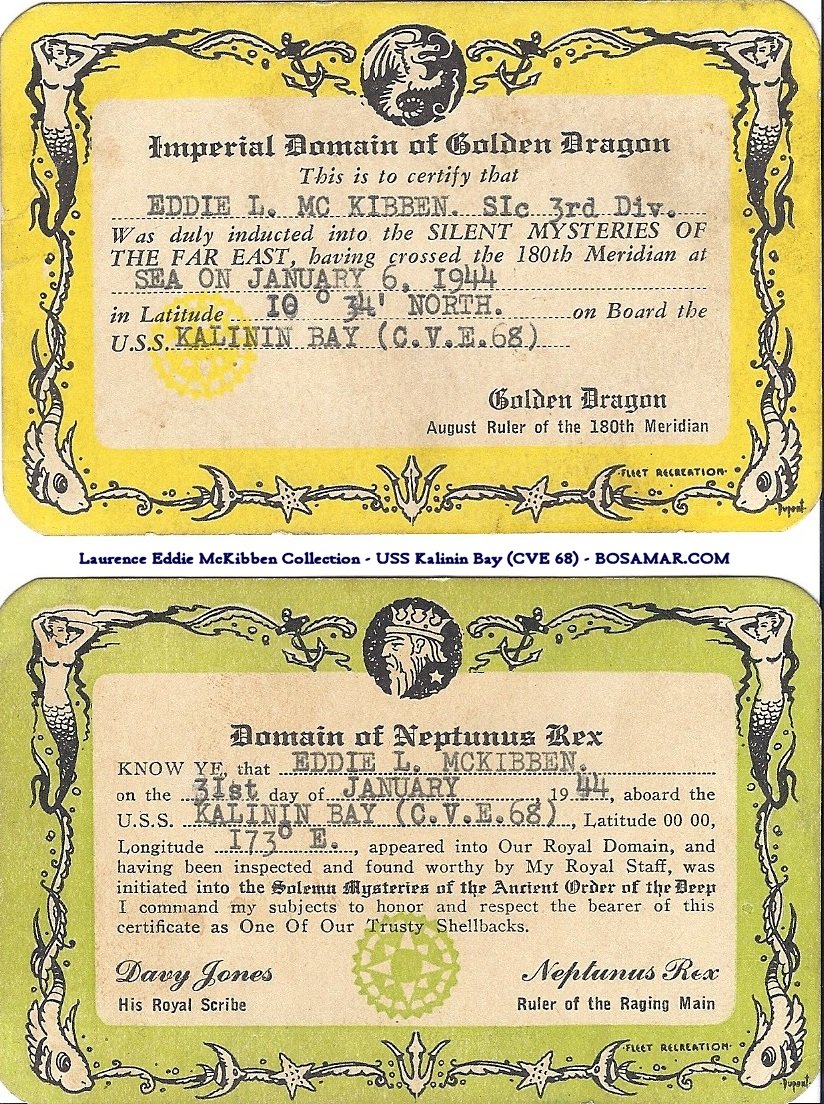 Imperial Domain of Golden Dragon
This is to certify that
EDDIE L. MC KIBBEN. SIc 3rd Div.
Was duly inducted into the SILENT MYSTERIES OF
THE FAR EAST, having crossed the 180th Meridian at
SEA ON JANUARY 6, 1944
in Latitude 10 ° 34' NORTH. on Board the
U.S.S. KALININ BAY (C.V.E.68)
Golden Dragon
August Ruler of the 180th Meridian
·FLEET RECREATION·
·Dupont·
Laurence Eddie McKibben Collection - USS Kalinin Bay (CVE 68) - BOSAMAR.COM
Domain of Neptunus Rex
KNOW YE, that EDDIE L. MCKIBBEN.
on the 31st day of JANUARY, 1944, aboard the
U.S.S. KALININ BAY (C.V.E.68), Latitude 00 00,
Longitude 173° E., appeared into Our Royal Domain, and
having been inspected and found worthy by My Royal Staff, was
initiated into the Solemn Mysteries of the Ancient Order of the Deep
I command my subjects to honor and respect the bearer of this
certificate as One Of Our Trusty Shellbacks.
Davy Jones
His Royal Scribe
Neptunus Rex
Ruler of the Raging Main
·FLEET RECREATION·
·Dupont·